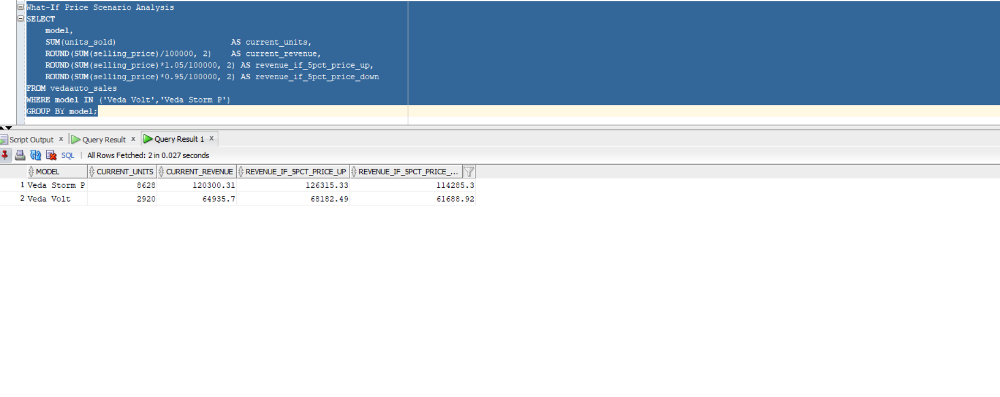 What-If Price Scenario Analysis
SELECT
model,
SUM(units_sold) AS current_units,
ROUND(SUM(selling_price)/100000, 2) AS current_revenue,
ROUND(SUM(selling_price)*1.05/100000, 2) AS revenue_if_5pct_price_up,
ROUND(SUM(selling_price)*0.95/100000, 2) AS revenue_if_5pct_price_down
FROM vedaauto_sales
WHERE model IN ('Veda Volt','Veda Storm P')
GROUP BY model;
Script Output x Query Result x Query Result 1 x
SQL | All Rows Fetched: 2 in 0.027 seconds
MODEL CURRENT_UNITS CURRENT_REVENUE REVENUE_IF_5PCT_PRICE_UP REVENUE_IF_5PCT_PRICE_...
1 Veda Storm P 8628 120300.31 126315.33 114285.3
2 Veda Volt 2920 64935.7 68182.49 61688.92